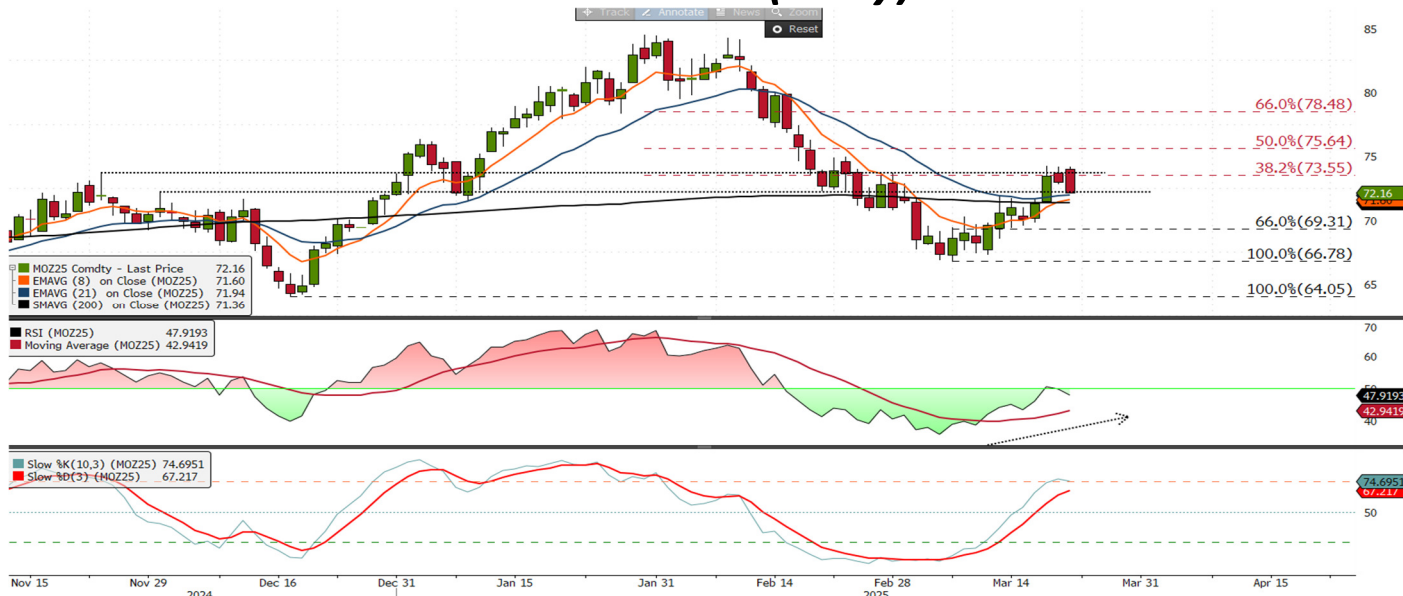 Track Annotate News Zoom
Reset
85
80
75
70
65
66.0%(78.48)
50.0%(75.64)
38.2%(73.55)
72.16
66.0%(69.31)
100.0%(66.78)
100.0%(64.05)
MOZ25 Comdty - Last Price 72.16
EMAVG (8) on Close (MOZ25) 71.60
EMAVG (21) on Close (MOZ25) 71.94
SMAVG (200) on Close (MOZ25) 71.36
RSI (MOZ25) 47.9193
Moving Average (MOZ25) 42.9419
70
60
47.9193
42.9419
40
Slow %K(10,3) (MOZ25) 74.6951
Slow %D(3) (MOZ25) 67.217
74.6951
67.217
50
Nov 15 Nov 29 Dec 16 Dec 31 Jan 15 Jan 31 Feb 14 Feb 28 Mar 14 Mar 31 Apr 15
2024 2025